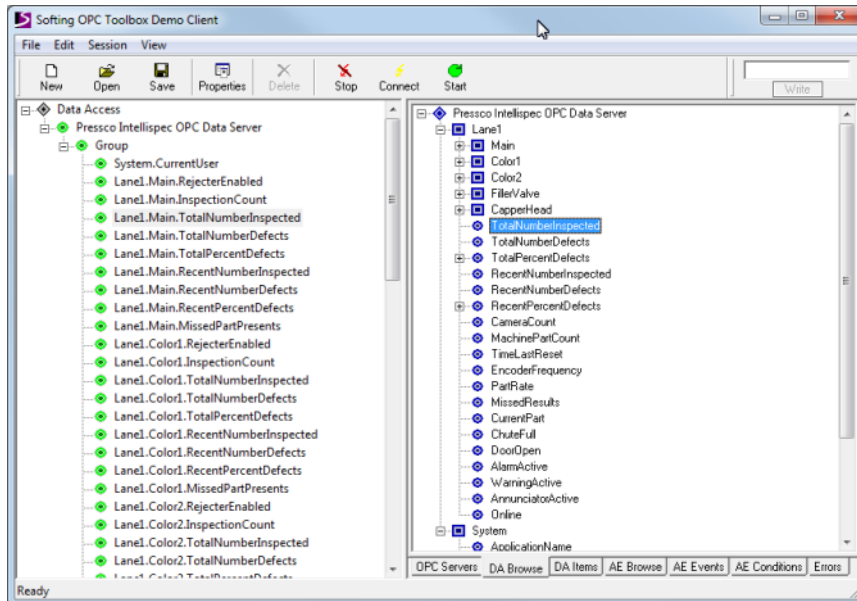 Softing OPC Toolbox Demo Client
File Edit Session View
New Open Save Properties Delete Stop Connect Start Write
Data Access
Pressco Intellispec OPC Data Server
Group
System.CurrentUser
Lane1.Main.RejecterEnabled
Lane1.Main.InspectionCount
Lane1.Main.TotalNumberInspected
Lane1.Main.TotalNumberDefects
Lane1.Main.TotalPercentDefects
Lane1.Main.RecentNumberInspected
Lane1.Main.RecentNumberDefects
Lane1.Main.RecentPercentDefects
Lane1.Main.MissedPartPresents
Lane1.Color1.RejecterEnabled
Lane1.Color1.InspectionCount
Lane1.Color1.TotalNumberInspected
Lane1.Color1.TotalNumberDefects
Lane1.Color1.TotalPercentDefects
Lane1.Color1.RecentNumberInspected
Lane1.Color1.RecentNumberDefects
Lane1.Color1.RecentPercentDefects
Lane1.Color1.MissedPartPresents
Lane1.Color2.RejecterEnabled
Lane1.Color2.InspectionCount
Lane1.Color2.TotalNumberInspected
Lane1.Color2.TotalNumberDefects
Lane1.Color2.TotalPercentDefects
Pressco Intellispec OPC Data Server
Lane1
Main
Color1
Color2
FillerValve
CapperHead
TotalNumberInspected
TotalNumberDefects
TotalPercentDefects
RecentNumberInspected
RecentNumberDefects
RecentPercentDefects
CameraCount
MachinePartCount
TimeLastReset
EncoderFrequency
PartRate
MissedResults
CurrentPart
ChuteFull
DoorOpen
AlarmActive
WarningActive
AnnunciatorActive
Online
System
ApplicationName
OPC Servers DA Browse DA Items AE Browse AE Events AE Conditions Errors
Ready